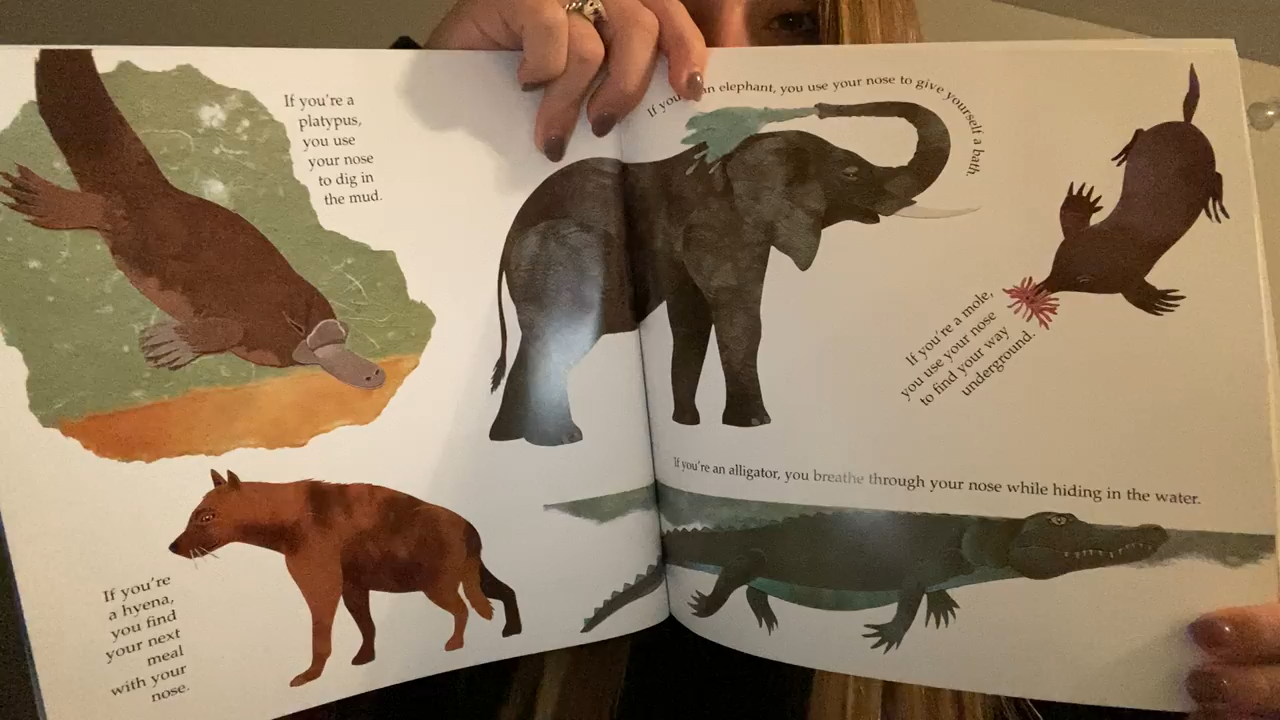 If you're a
platypus,
you use
your nose
to dig in
the mud.
If you're
a hyena,
you find
your next
meal
with your
nose.
If you an elephant, you use your nose to give yourself a bath.
If you're a mole,
you use your nose
to find your way
underground.
If you're an alligator, you breathe through your nose while hiding in the water.